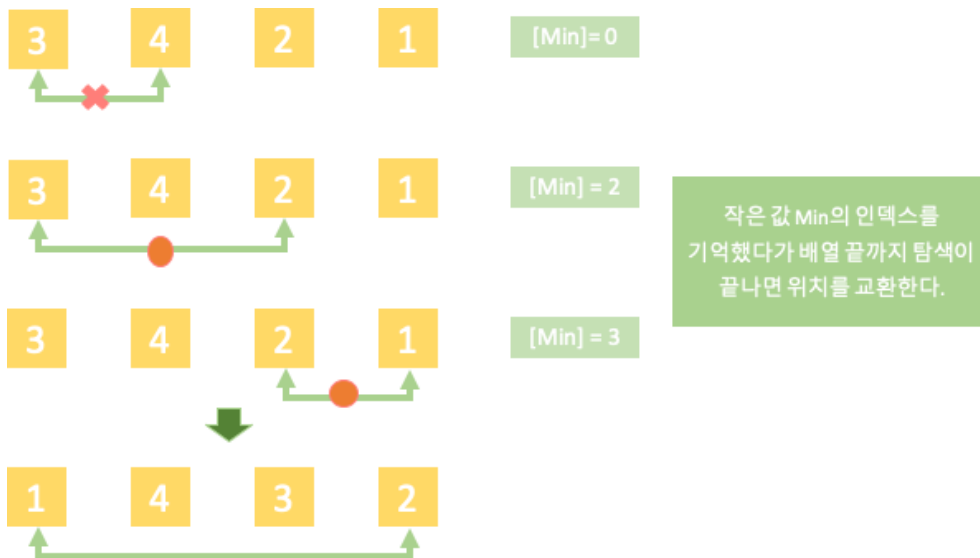 3 4 2 1 [Min]= 0
3 4 2 1 [Min] = 2
작은 값 Min의 인덱스를
기억했다가 배열 끝까지 탐색이
끝나면 위치를 교환한다.
3 4 2 1 [Min] = 3
1 4 3 2